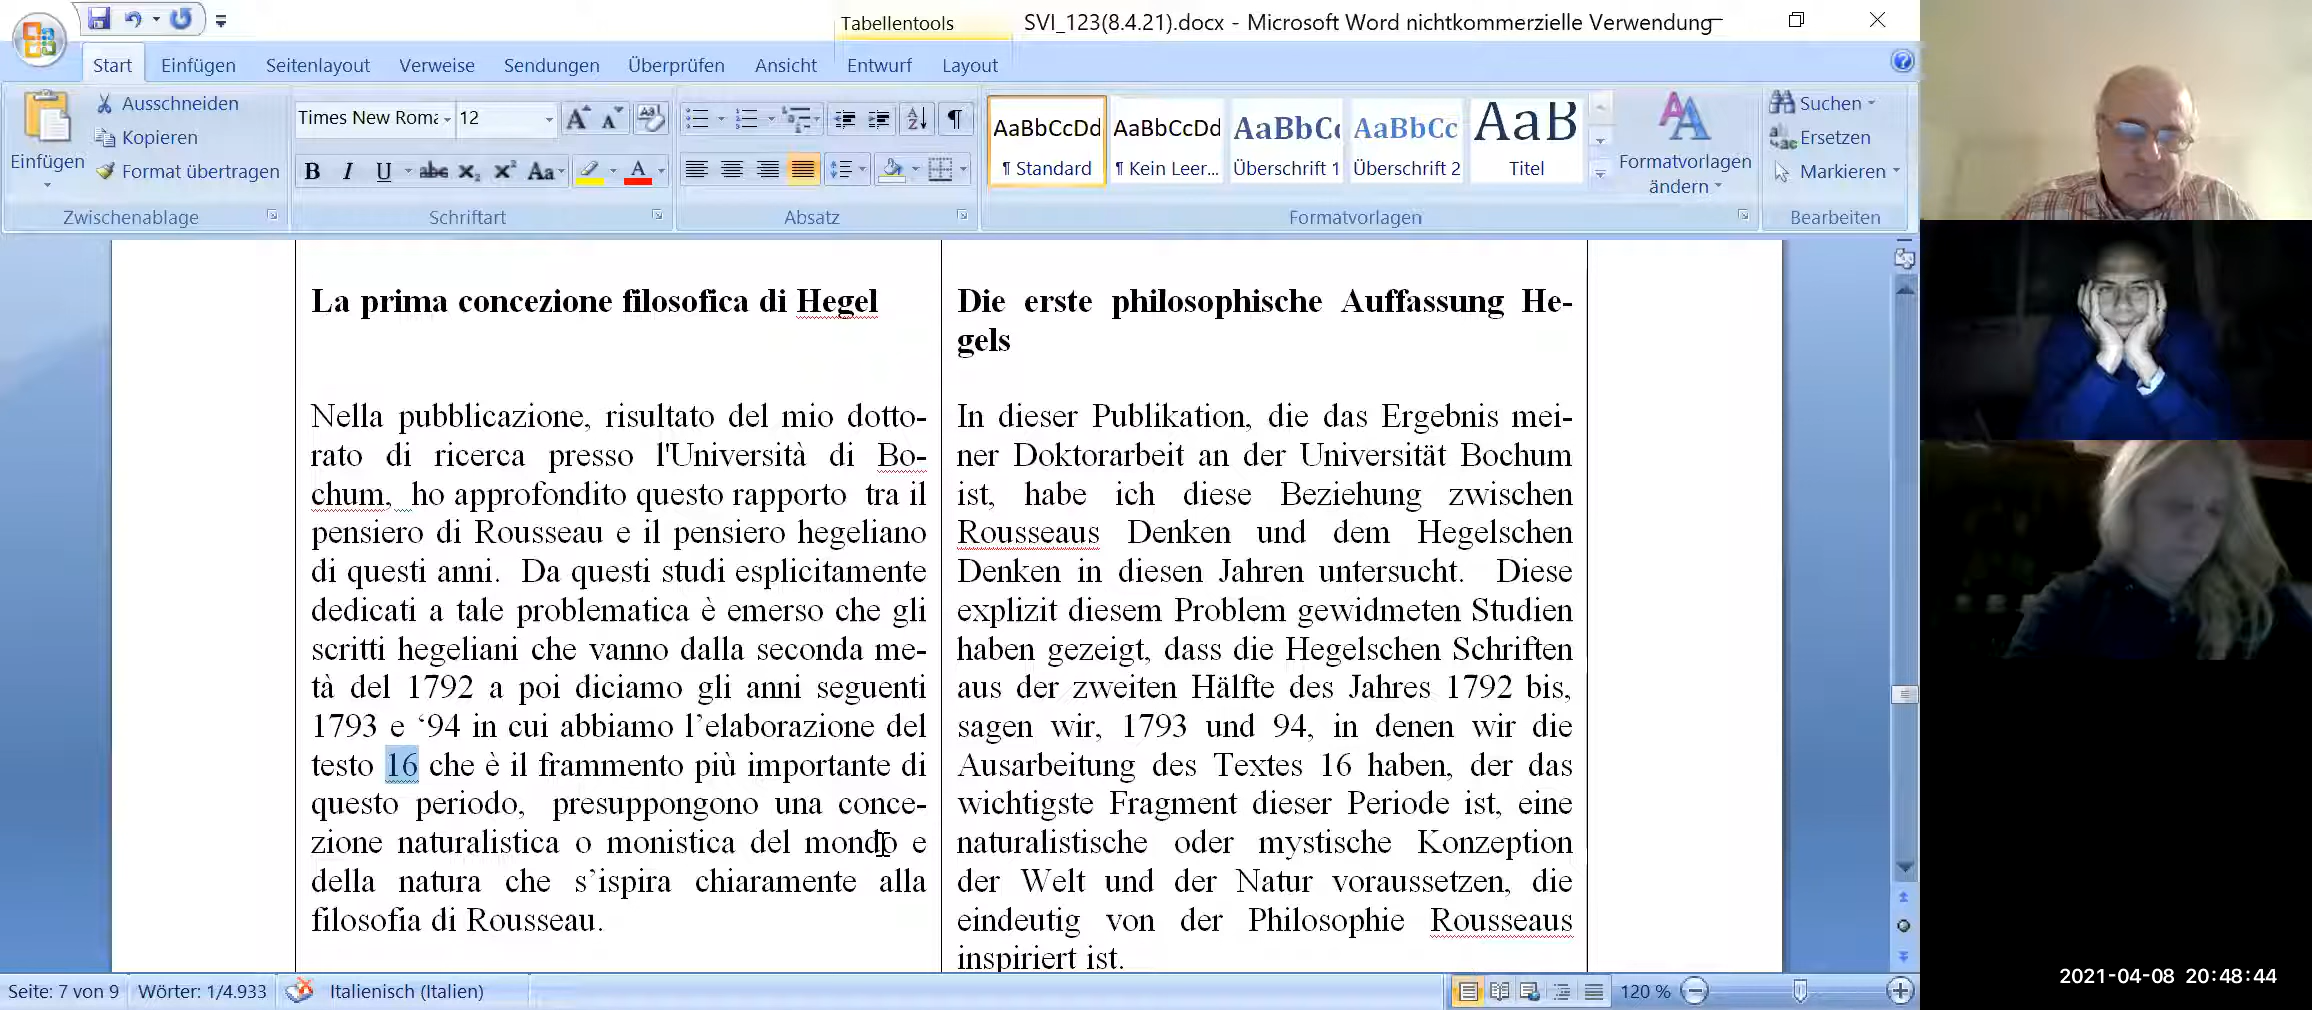 Tabellentools
SVI_123(8.4.21).docx - Microsoft Word nichtkommerzielle Verwendung
Start Einfügen Seitenlayout Verweise Sendungen Überprüfen Ansicht Entwurf Layout
Einfügen
Ausschneiden
Kopieren
Format übertragen
Zwischenablage
Times New Roma 12
Schriftart
Absatz
AaBbCcDd AaBbCcDd AaBbCc AaBbCc AaB
¶ Standard ¶ Kein Leer... Überschrift 1 Überschrift 2 Titel
Formatvorlagen
ändern
Formatvorlagen
Suchen
Ersetzen
Markieren
Bearbeiten
La prima concezione filosofica di Hegel
Nella pubblicazione, risultato del mio dotto-
rato di ricerca presso l'Università di Bo-
chum, ho approfondito questo rapporto tra il
pensiero di Rousseau e il pensiero hegeliano
di questi anni. Da questi studi esplicitamente
dedicati a tale problematica è emerso che gli
scritti hegeliani che vanno dalla seconda me-
tà del 1792 a poi diciamo gli anni seguenti
1793 e ‘94 in cui abbiamo l’elaborazione del
testo 16 che è il frammento più importante di
questo periodo, presuppongono una conce-
zione naturalistica o monistica del mondo e
della natura che s’ispira chiaramente alla
filosofia di Rousseau.
Die erste philosophische Auffassung He-
gels
In dieser Publikation, die das Ergebnis mei-
ner Doktorarbeit an der Universität Bochum
ist, habe ich diese Beziehung zwischen
Rousseaus Denken und dem Hegelschen
Denken in diesen Jahren untersucht. Diese
explizit diesem Problem gewidmeten Studien
haben gezeigt, dass die Hegelschen Schriften
aus der zweiten Hälfte des Jahres 1792 bis,
sagen wir, 1793 und 94, in denen wir die
Ausarbeitung des Textes 16 haben, der das
wichtigste Fragment dieser Periode ist, eine
naturalistische oder mystische Konzeption
der Welt und der Natur voraussetzen, die
eindeutig von der Philosophie Rousseaus
inspiriert ist.
Seite: 7 von 9 Wörter: 1/4.933 Italienisch (Italien) 120 %
2021-04-08 20:48:44